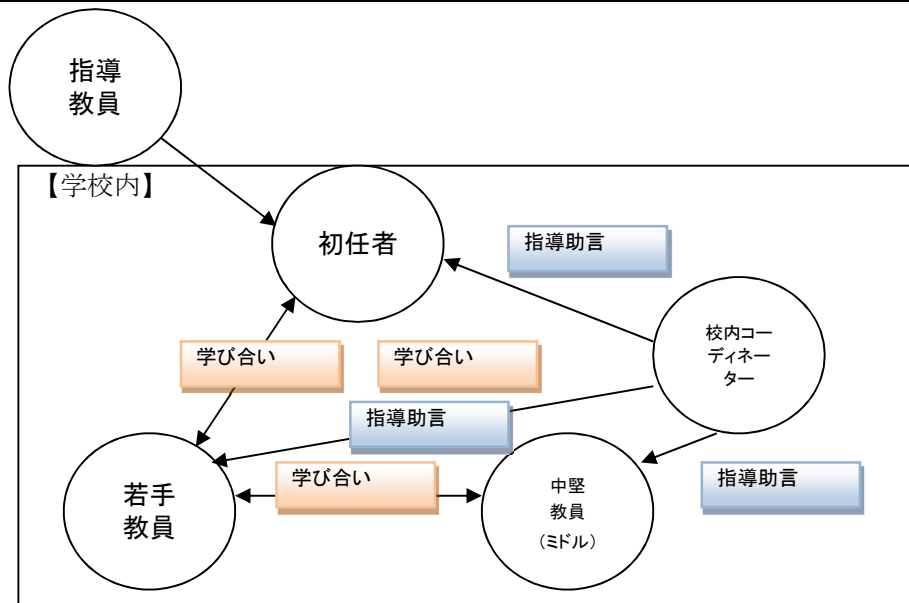 指導
教員
【学校内】
初任者
指導助言
校内コー
ディネー
ター
学び合い
学び合い
指導助言
学び合い
若手
教員
中堅
教員
（ミドル）
指導助言